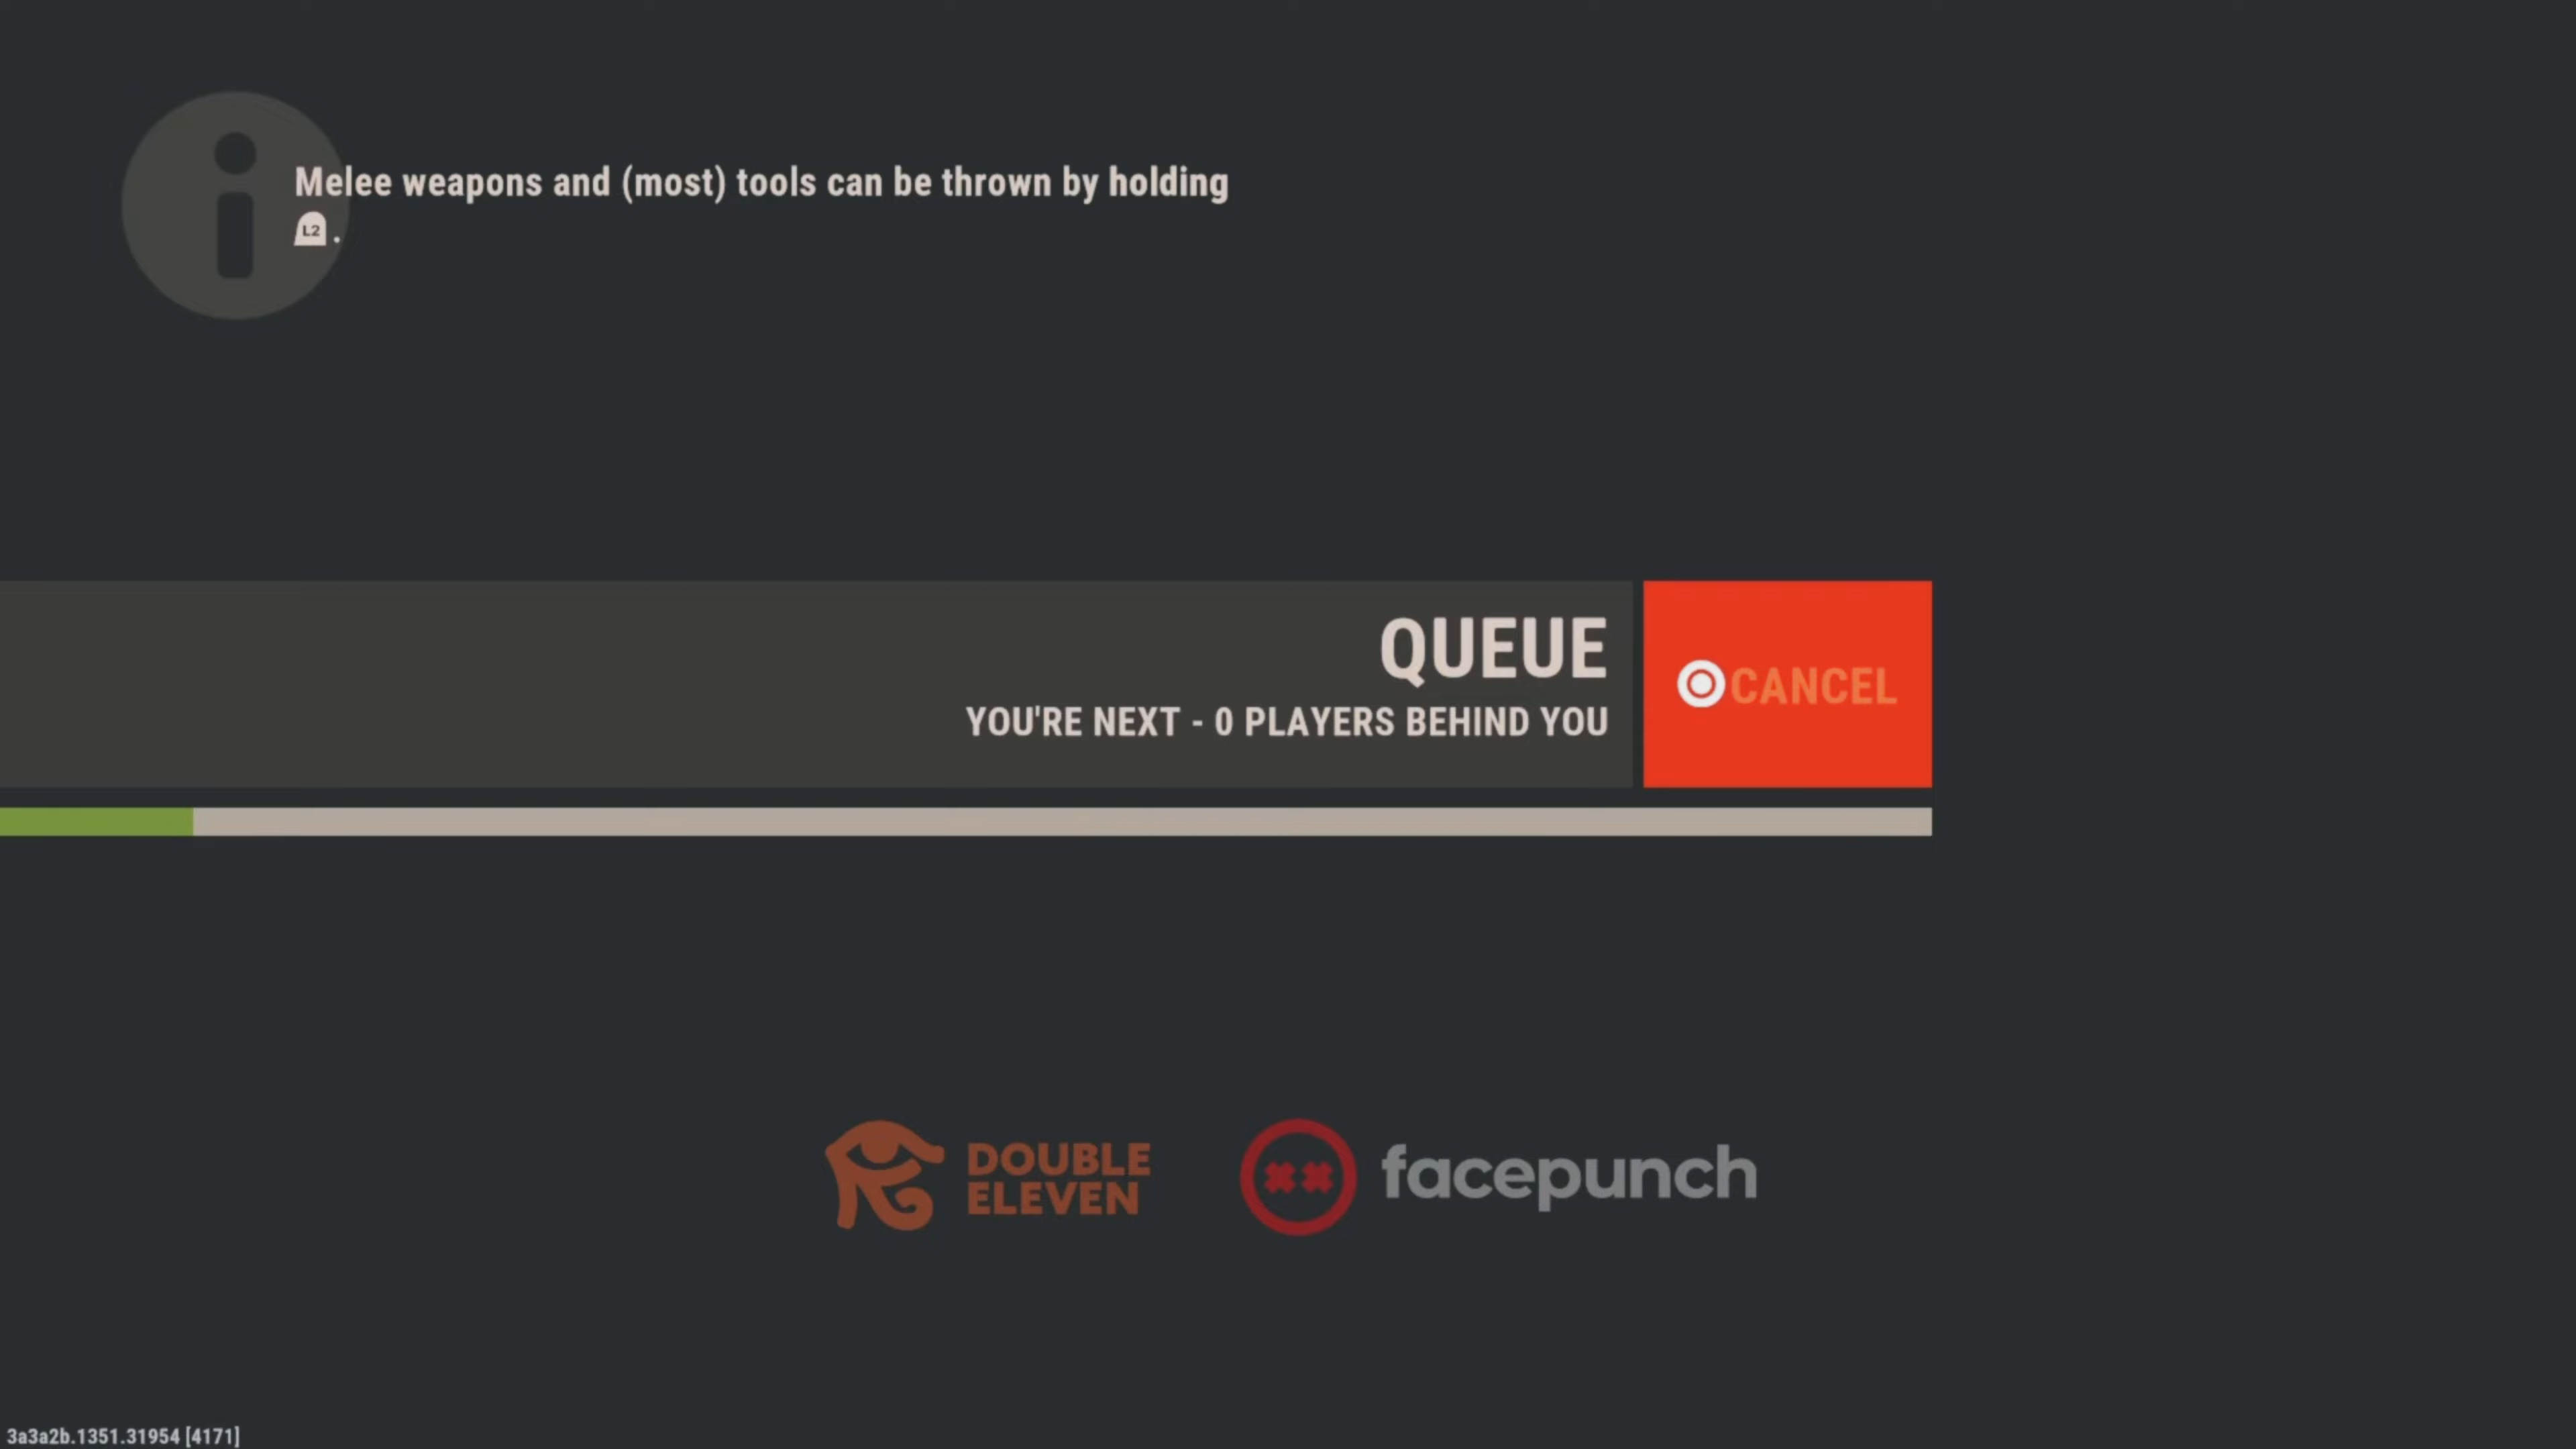 Melee weapons and (most) tools can be thrown by holding
L2 .
QUEUE
YOU'RE NEXT - 0 PLAYERS BEHIND YOU
CANCEL
DOUBLE
ELEVEN
facepunch
3a3a2b.1351.31954 [4171]